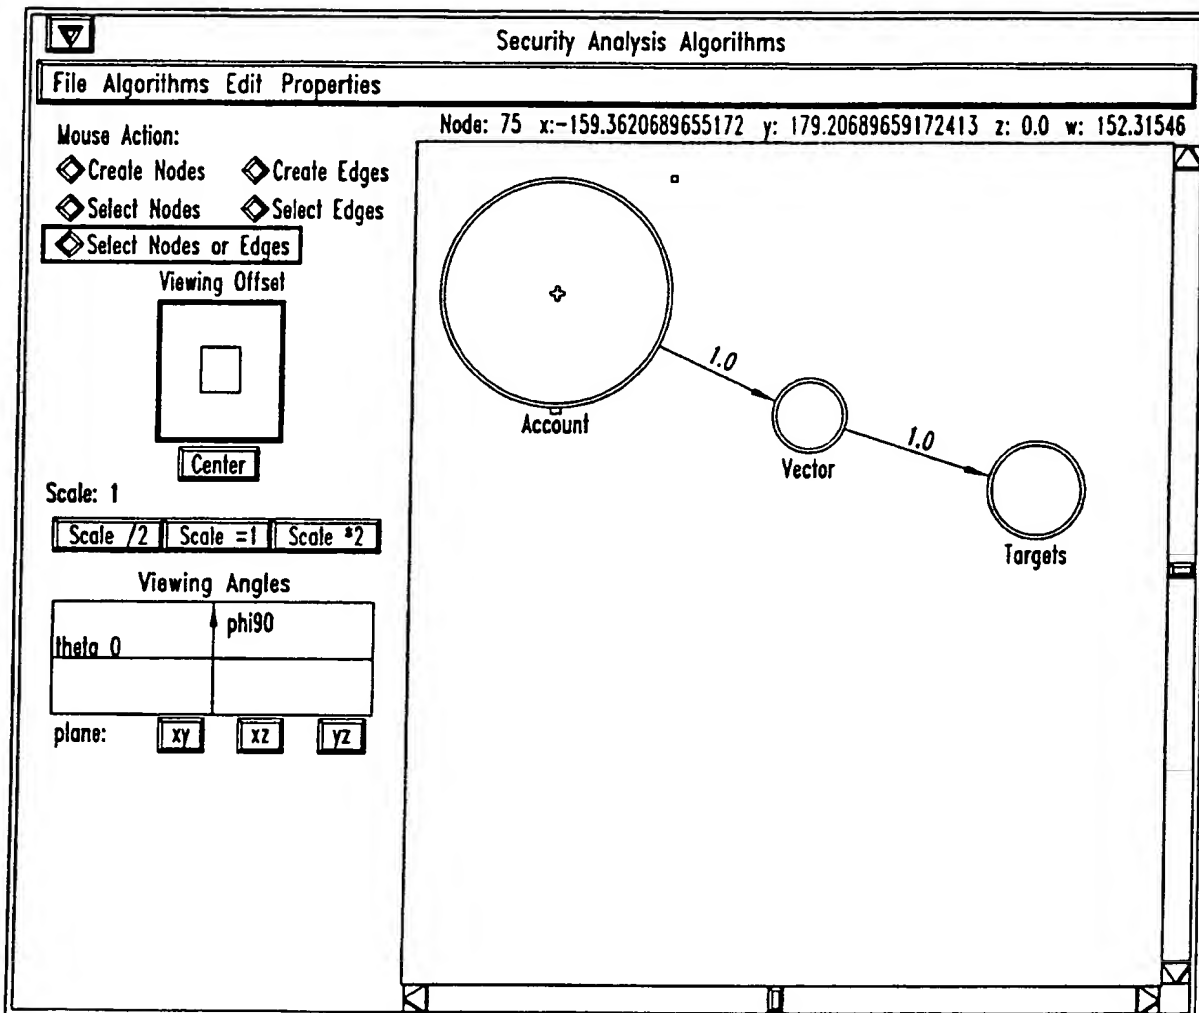 Security Analysis Algorithms
File Algorithms Edit Properties
Node: 75 x:-159.3620689655172 y: 179.20689659172413 z: 0.0 w: 152.31546
Mouse Action:
Create Nodes Create Edges
Select Nodes Select Edges
Select Nodes or Edges
Viewing Offset
Center
Scale: 1
Scale /2 Scale =1 Scale *2
Viewing Angles
phi90
theta 0
plane: xy xz yz
Account
1.0
Vector
1.0
Targets